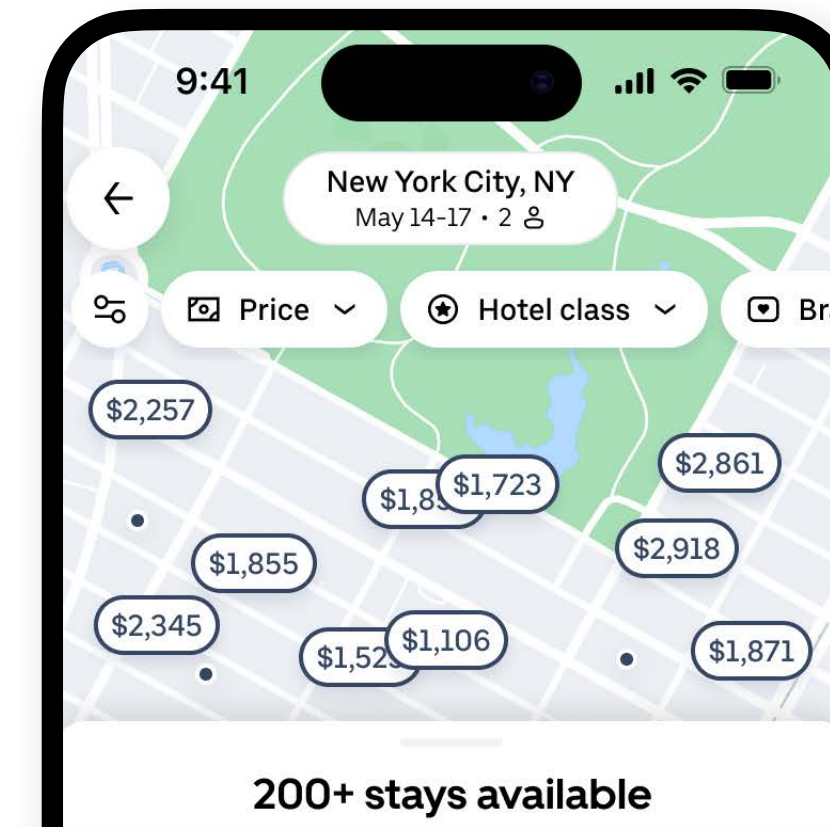 9:41
New York City, NY
May 14-17 • 2
Price
Hotel class
$2,257
$2,861
$1,723
$2,918
$1,855
$2,345
$1,106
$1,871
200+ stays available